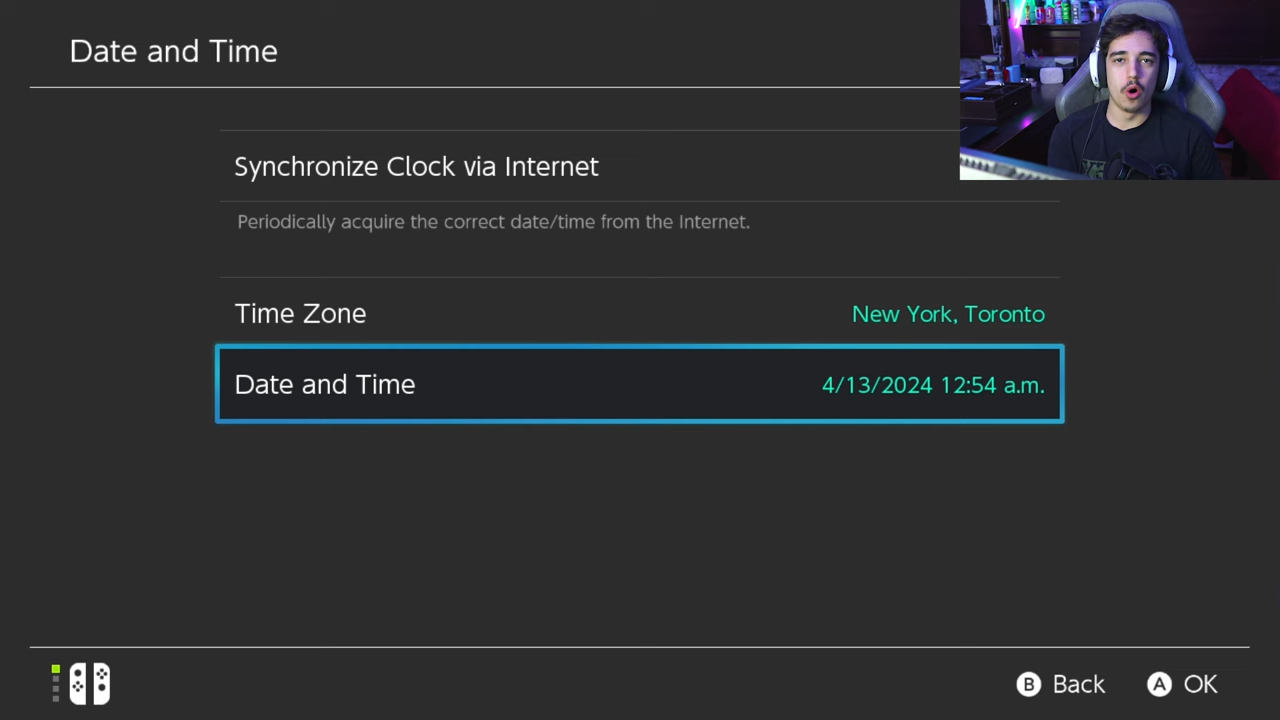 Date and Time
Synchronize Clock via Internet
Periodically acquire the correct date/time from the Internet.
Time Zone New York, Toronto
Date and Time 4/13/2024 12:54 a.m.
B Back A OK